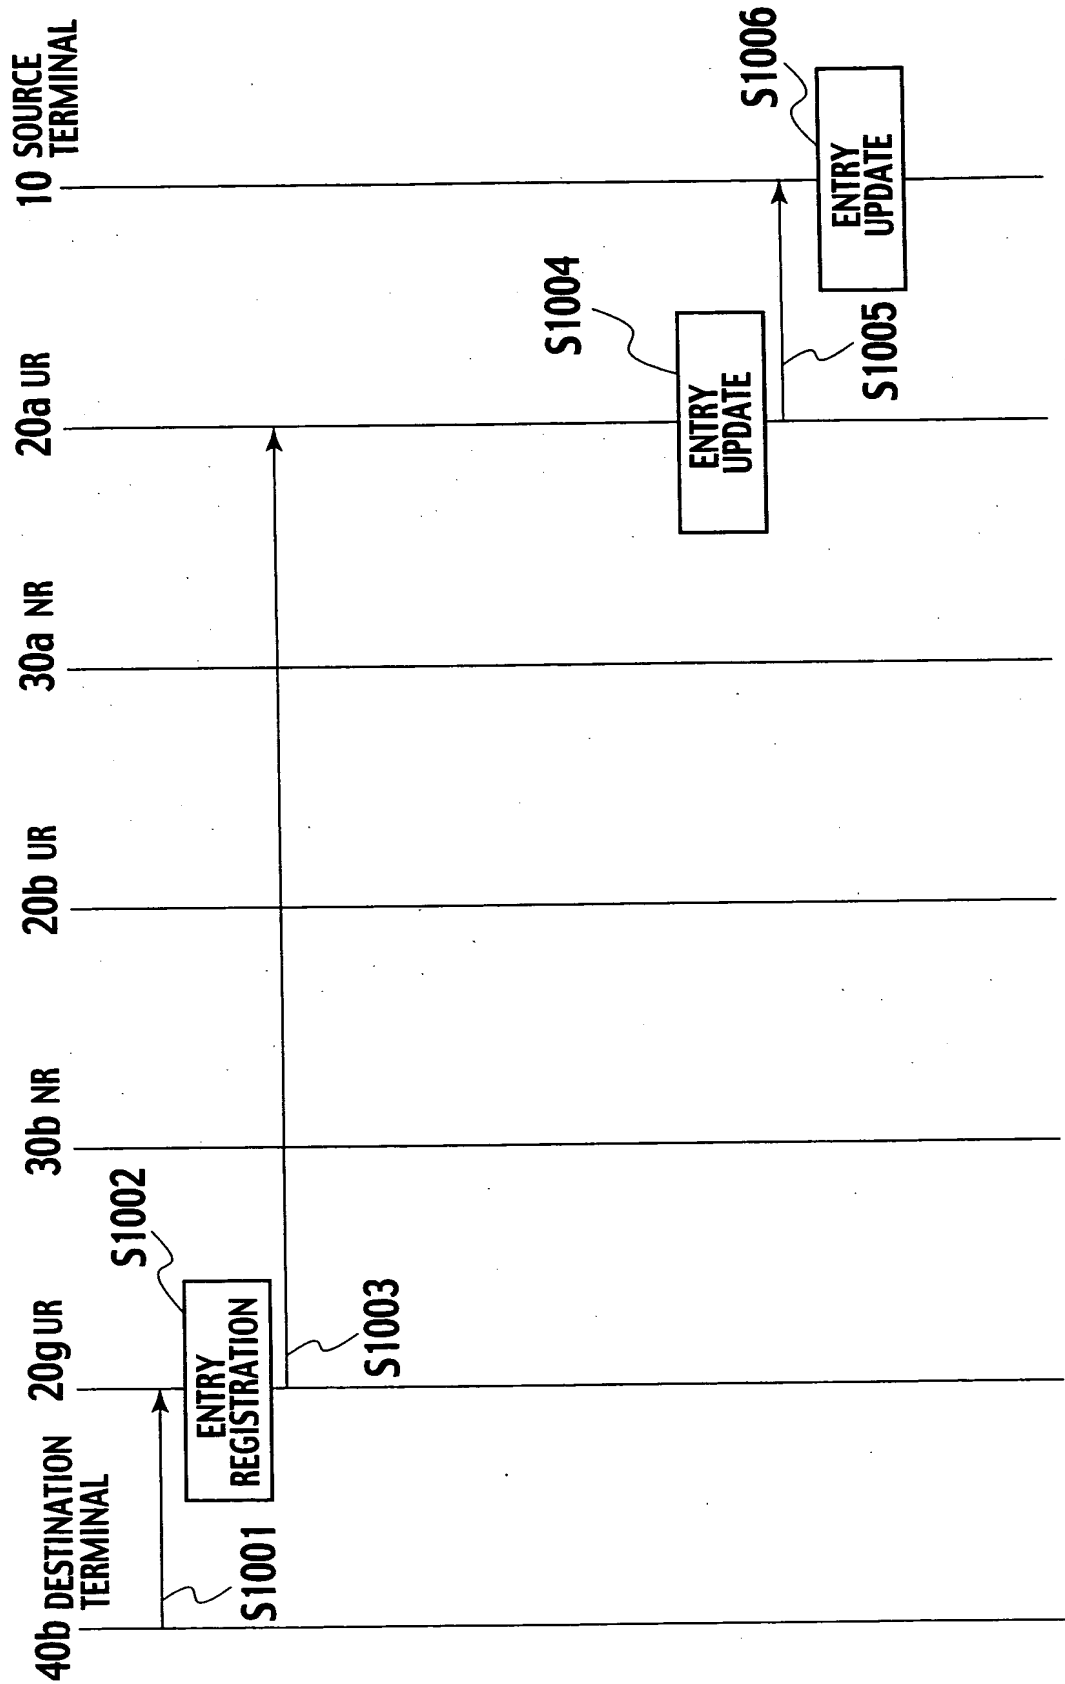 40b DESTINATION
TERMINAL
20g UR
30b NR
20b UR
30a NR
20a UR
10 SOURCE
TERMINAL
S1001
ENTRY
REGISTRATION
S1002
S1003
ENTRY
UPDATE
S1004
S1005
ENTRY
UPDATE
S1006